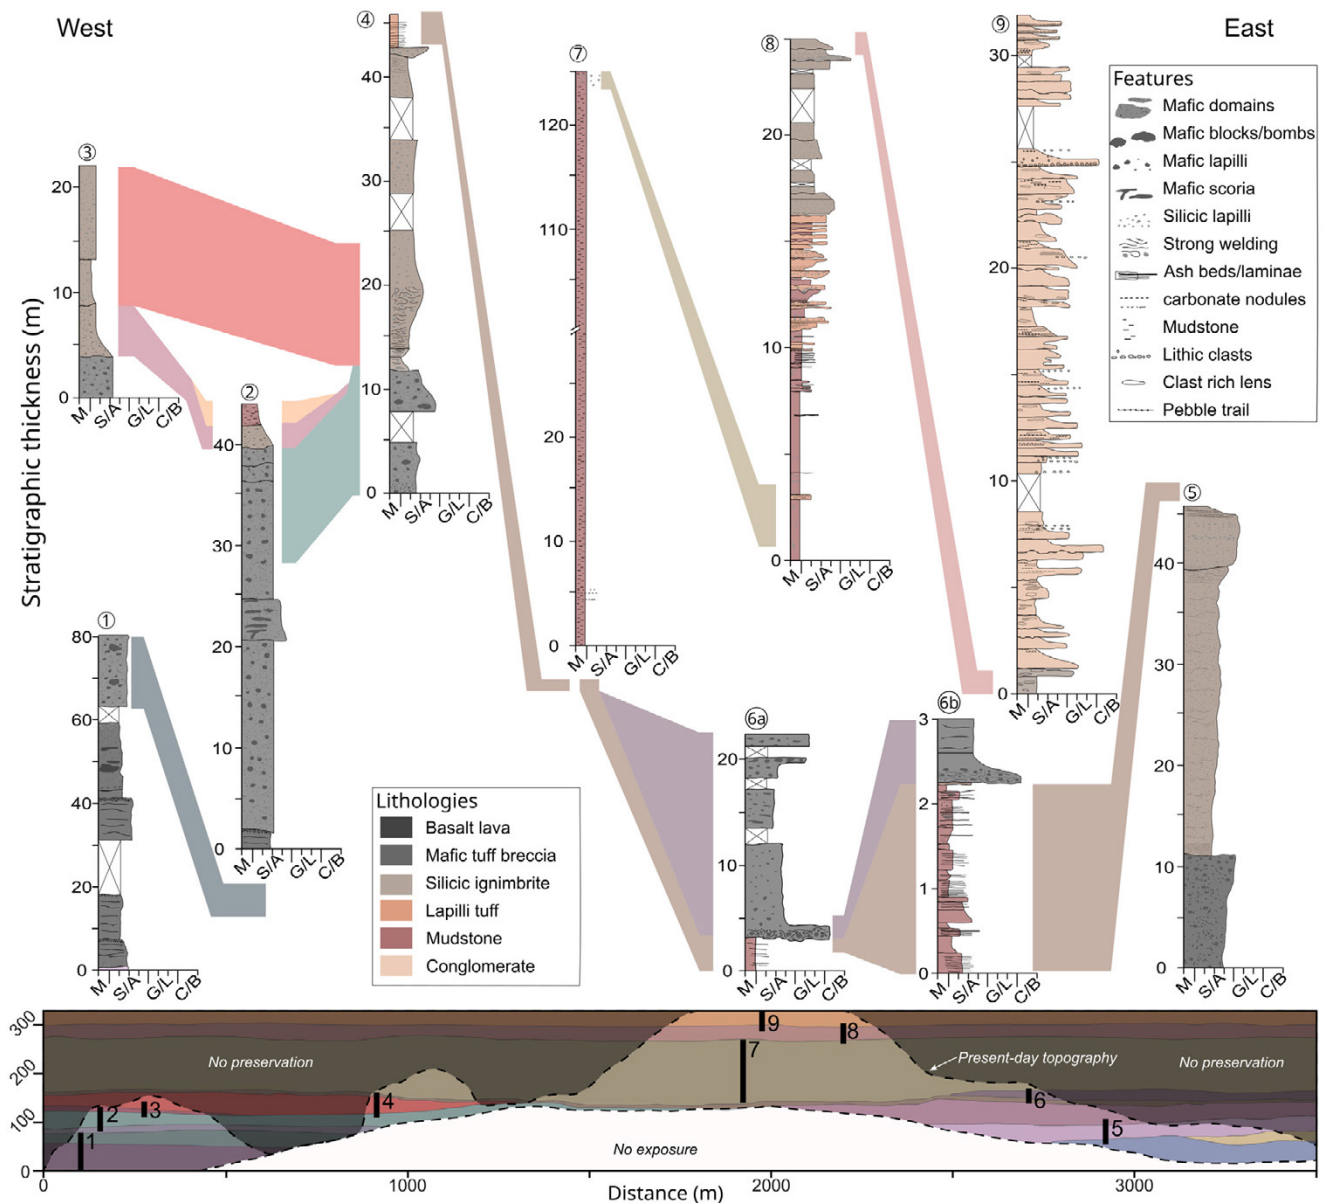 West
East
Stratigraphic thickness (m)
③
20
10
0
M
S/A
G/L
C/B
②
40
30
20
10
0
M
S/A
G/L
C/B
①
80
60
40
20
0
M
S/A
G/L
C/B
④
40
30
20
10
0
M
S/A
G/L
C/B
⑦
120
110
20
10
0
M
S/A
G/L
C/B
⑧
20
10
0
M
S/A
G/L
C/B
⑨
30
20
10
0
M
S/A
G/L
C/B
Features
Mafic domains
Mafic blocks/bombs
Mafic lapilli
Mafic scoria
Silicic lapilli
Strong welding
Ash beds/laminae
carbonate nodules
Mudstone
Lithic clasts
Clast rich lens
Pebble trail
6a
20
10
0
M
S/A
G/L
C/B
6b
3
2
1
0
M
S/A
G/L
C/B
⑤
40
30
20
10
0
M
S/A
G/L
C/B
Lithologies
Basalt lava
Mafic tuff breccia
Silicic ignimbrite
Lapilli tuff
Mudstone
Conglomerate
300
200
100
0
No preservation
Present-day topography
No preservation
No exposure
1
2
3
4
7
9
8
6
5
0
1000
2000
3000
Distance (m)